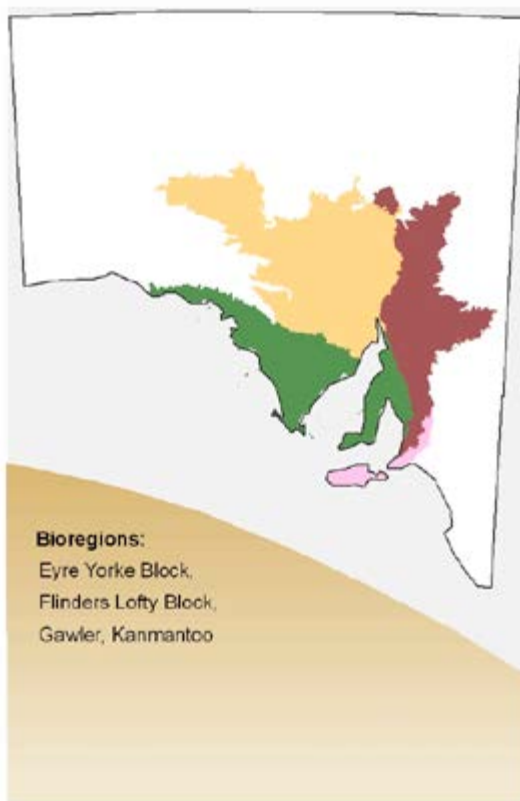 Bioregions:
Eyre Yorke Block,
Flinders Lofty Block,
Gawler, Kanmantoo